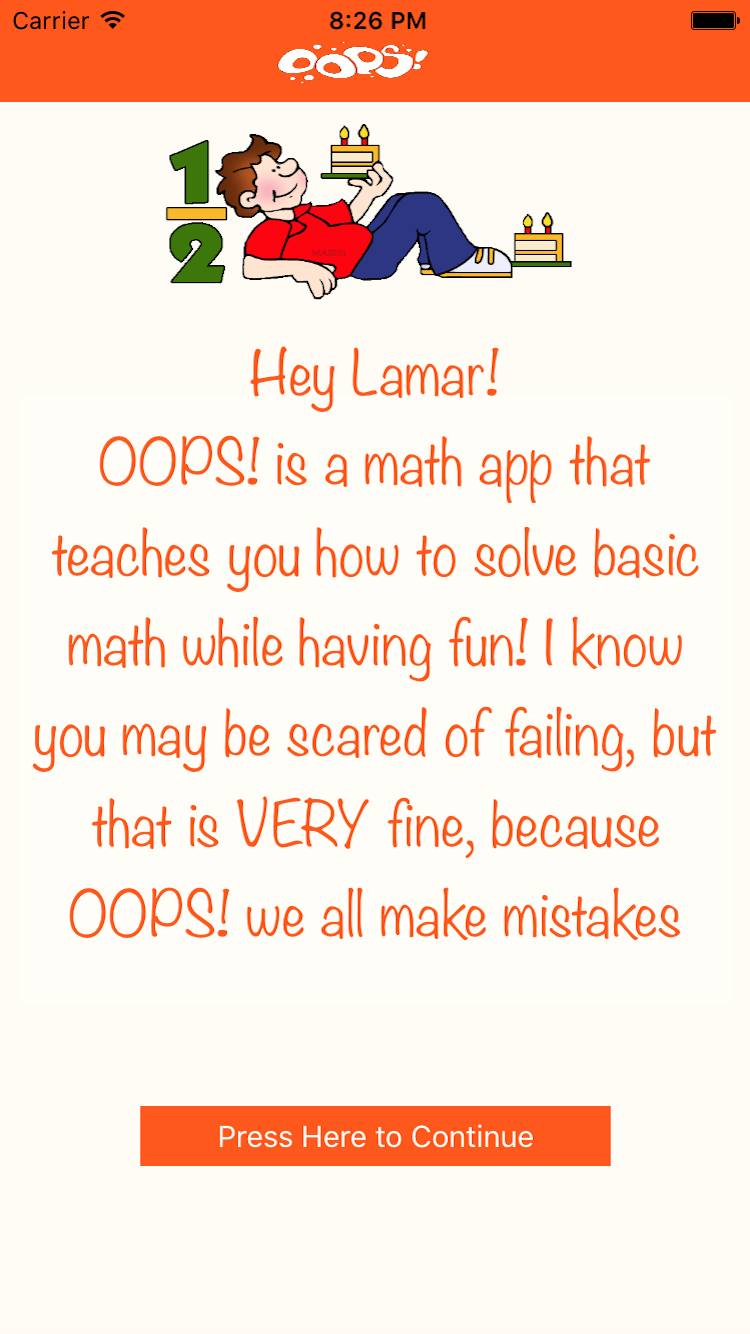 Carrier 8:26 PM
OOPS!
1
2
Hey Lamar!
OOPS! is a math app that
teaches you how to solve basic
math while having fun! I know
you may be scared of failing, but
that is VERY fine, because
OOPS! we all make mistakes
Press Here to Continue